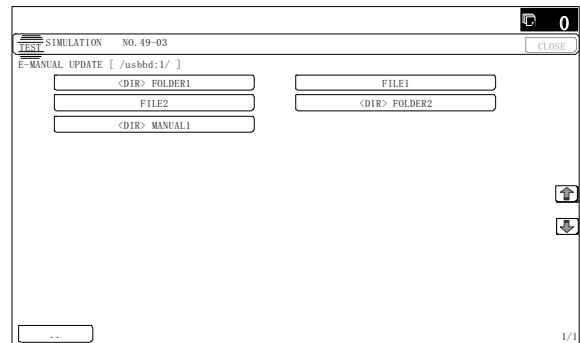 0
TEST SIMULATION NO. 49-03 CLOSE
E-MANUAL UPDATE [ /usbbd:1/ ]
<DIR> FOLDER1 FILE1
FILE2 <DIR> FOLDER2
<DIR> MANUAL1
.. 1/1